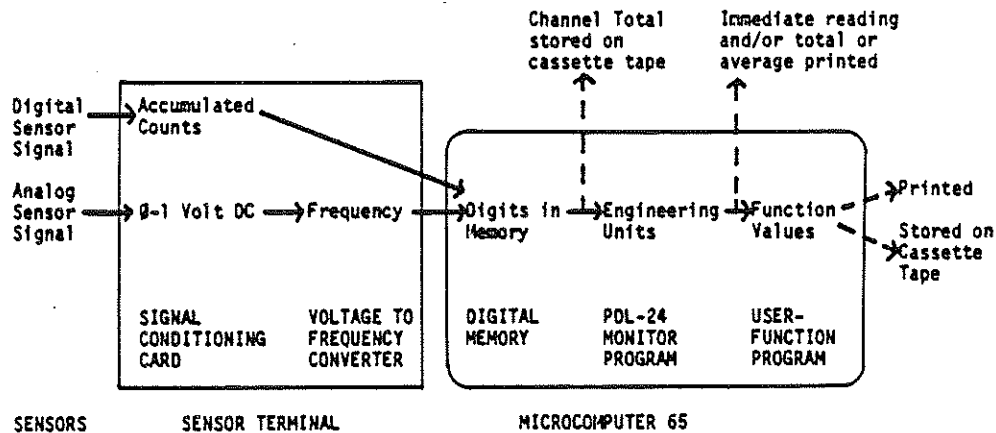 Channel Total
stored on
cassette tape
Immediate reading
and/or total or
average printed
Digital
Sensor
Signal
Accumulated
Counts
Analog
Sensor
Signal
0-1 Volt DC
Frequency
Digits in
Memory
Engineering
Units
Function
Values
Printed
Stored on
Cassette
Tape
SIGNAL
CONDITIONING
CARD
VOLTAGE TO
FREQUENCY
CONVERTER
DIGITAL
MEMORY
PDL-24
MONITOR
PROGRAM
USER-
FUNCTION
PROGRAM
SENSORS
SENSOR TERMINAL
MICROCOMPUTER 65